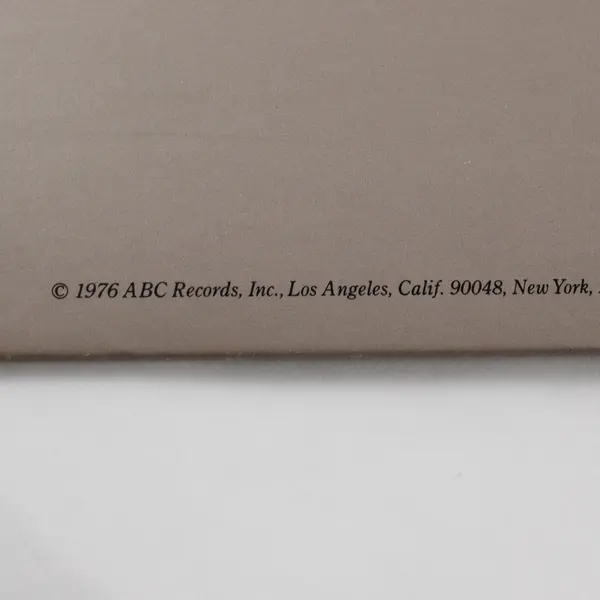 © 1976 ABC Records, Inc., Los Angeles, Calif. 90048, New York,